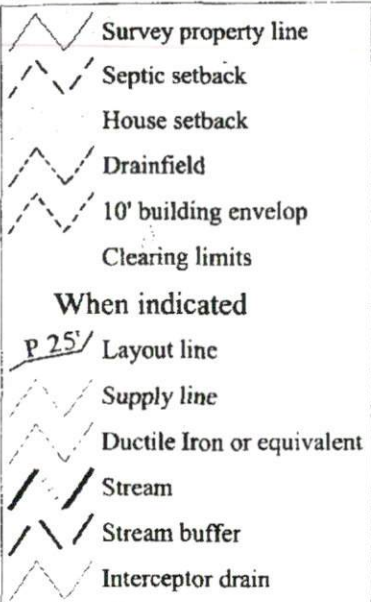 Survey property line
Septic setback
House setback
Drainfield
10' building envelop
Clearing limits
When indicated
P 25' Layout line
Supply line
Ductile Iron or equivalent
Stream
Stream buffer
Interceptor drain